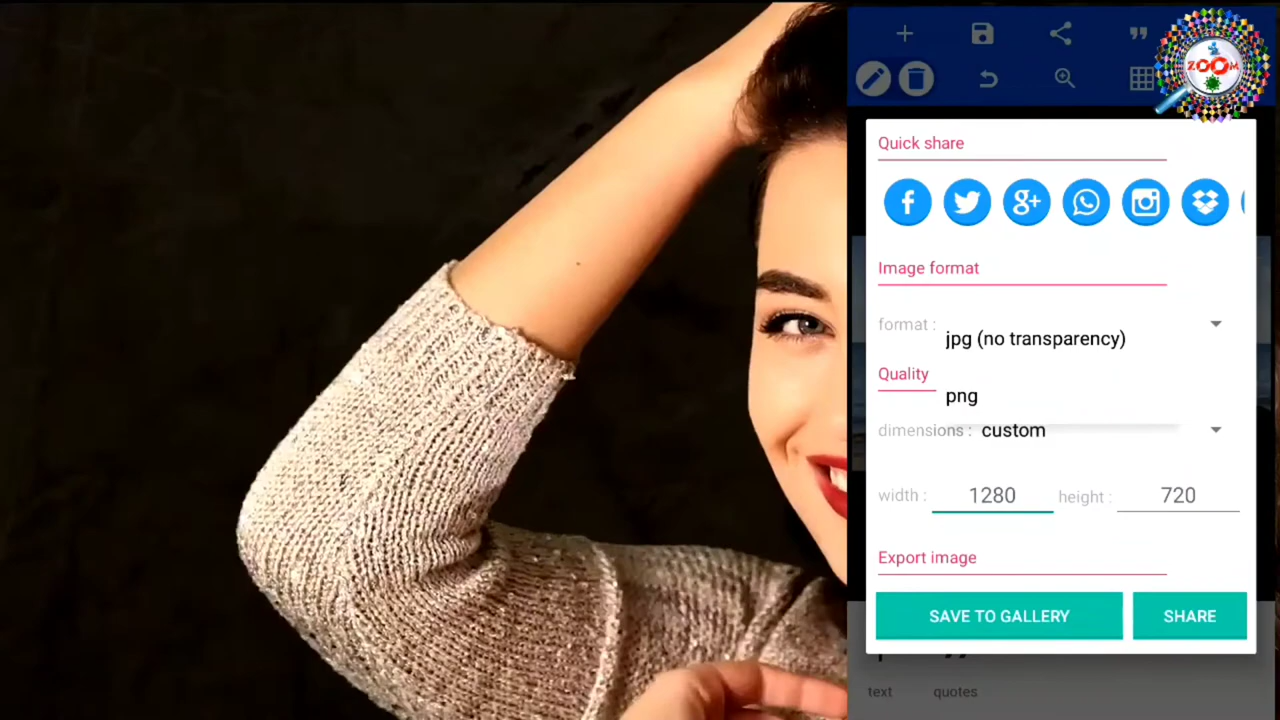 ZOOM
Quick share
Image format
format :
jpg (no transparency)
Quality
png
dimensions : custom
width : 1280 height : 720
Export image
SAVE TO GALLERY SHARE
text quotes